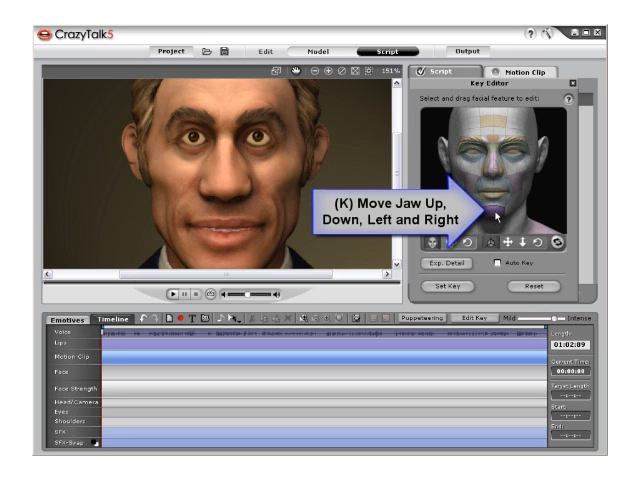 CrazyTalk5
?
Project Edit Model Script Output
151%
Script Motion Clip
Key Editor
Select and drag facial feature to edit:
?
(K) Move Jaw Up,
Down, Left and Right
Exp. Detail Auto Key
Set Key Reset
Emotives Timeline Puppeteering Edit Key Mild Intense
Voice
Lips
Motion Clip
Face
Face Strength
Head/Camera
Eyes
Shoulders
SFX
SFX-Swap
Length:
01:02:09
Current Time:
00:00:00
Target Length:
--:--:--
Start:
--:--:--
End:
--:--:--